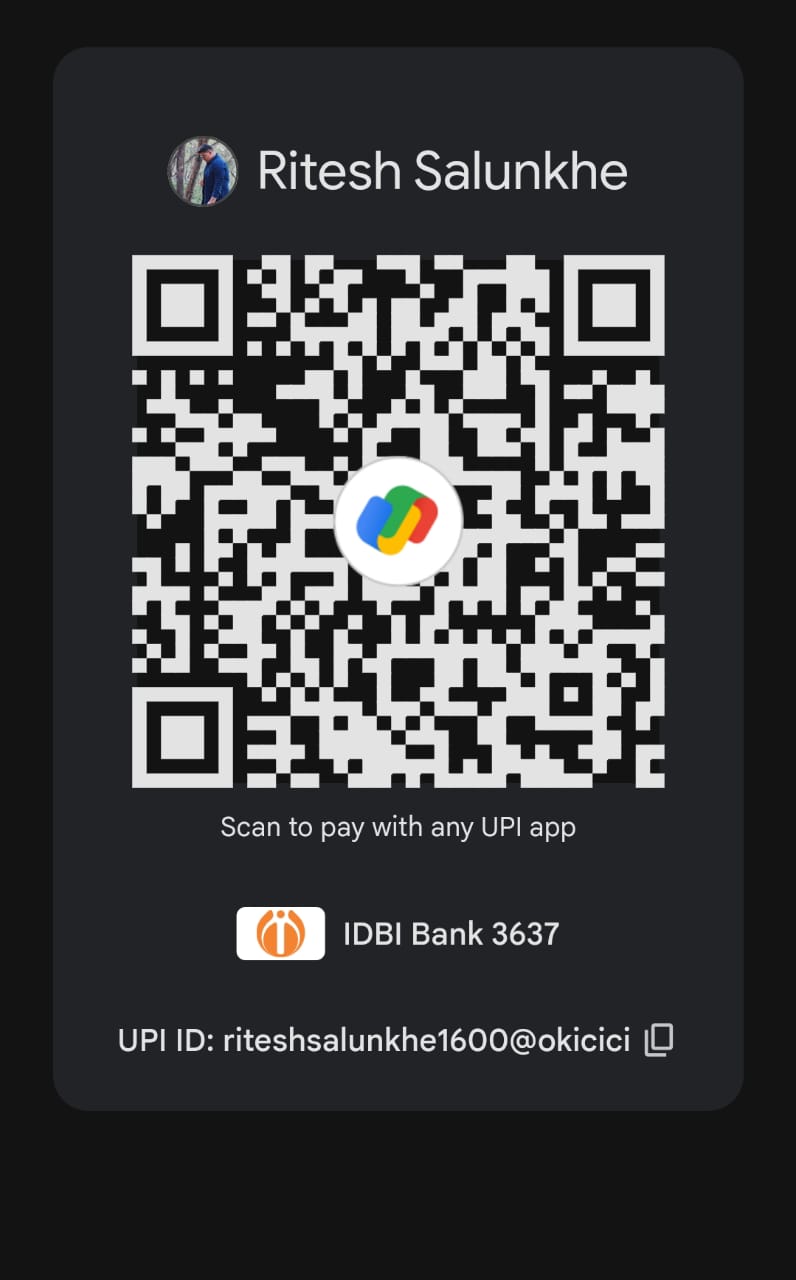 Ritesh Salunkhe
Scan to pay with any UPI app
IDBI Bank 3637
UPI ID: riteshsalunkhe1600@okicici